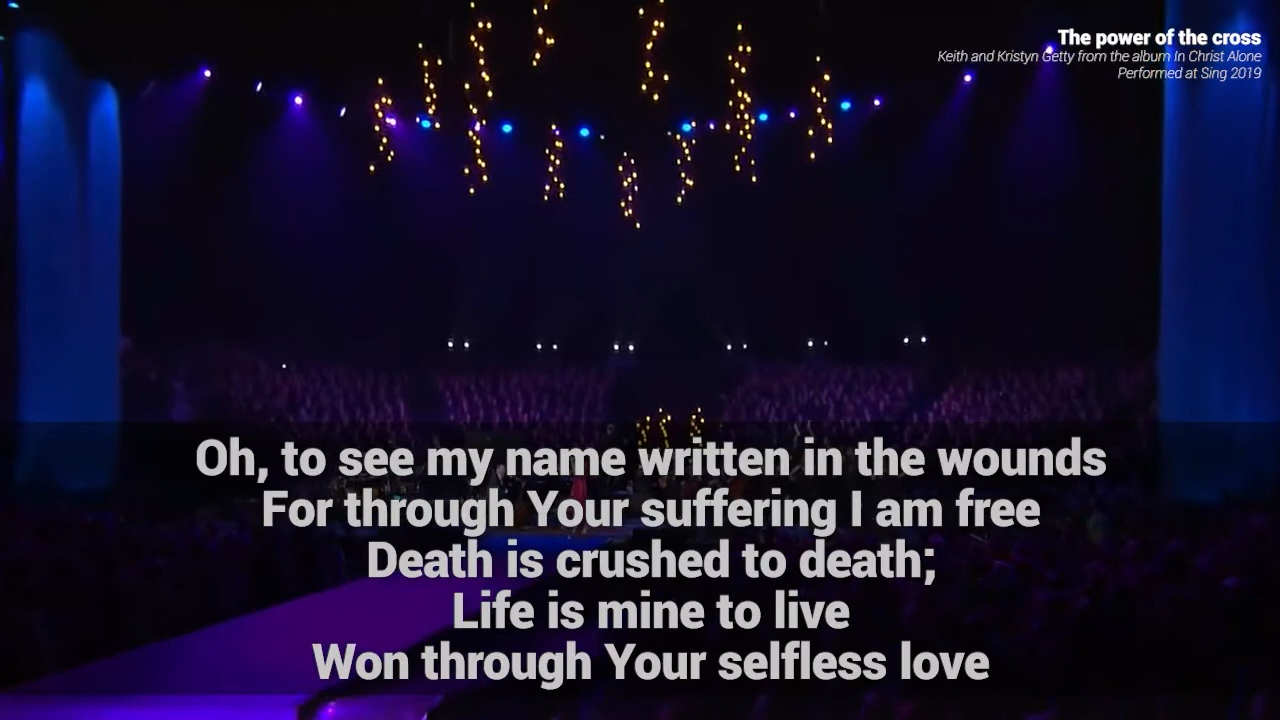 The power of the cross
Keith and Kristyn Getty from the album In Christ Alone
Performed at Sing 2019
Oh, to see my name written in the wounds
For through Your suffering I am free
Death is crushed to death;
Life is mine to live
Won through Your selfless love